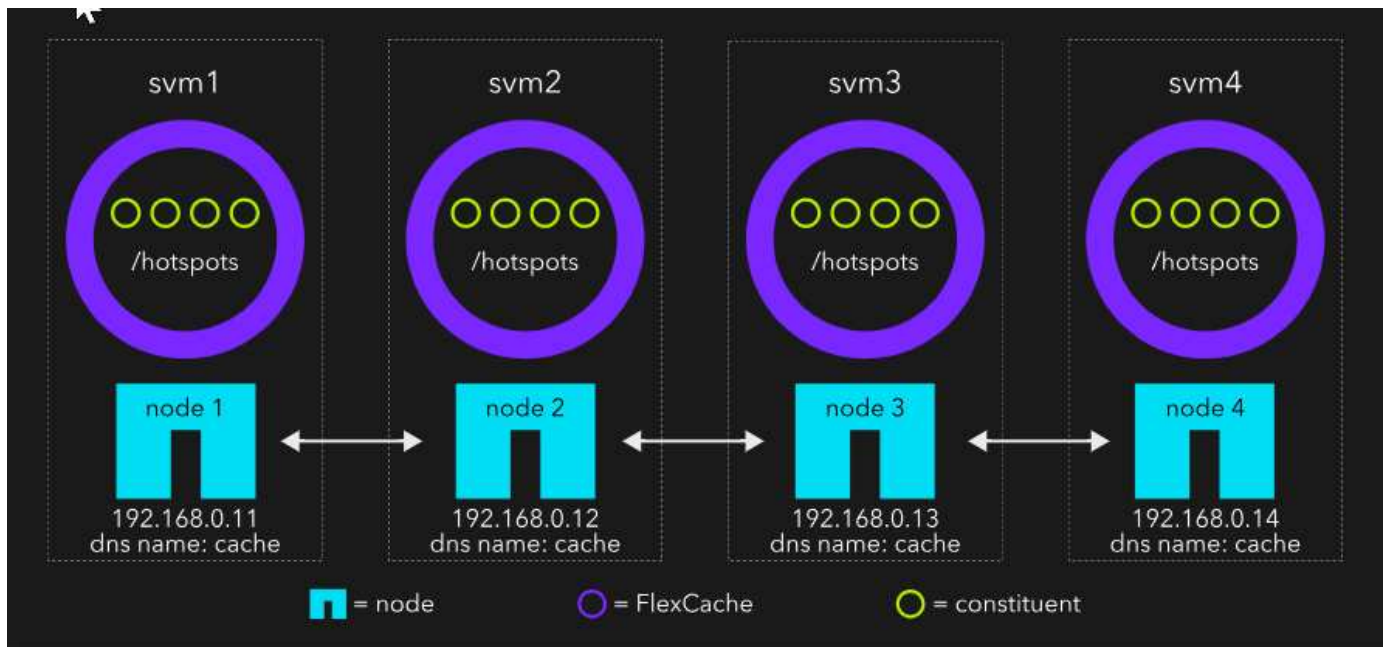 svm1
/hotspots
node 1
192.168.0.11
dns name: cache
svm2
/hotspots
node 2
192.168.0.12
dns name: cache
svm3
/hotspots
node 3
192.168.0.13
dns name: cache
svm4
/hotspots
node 4
192.168.0.14
dns name: cache
= node
= FlexCache
= constituent